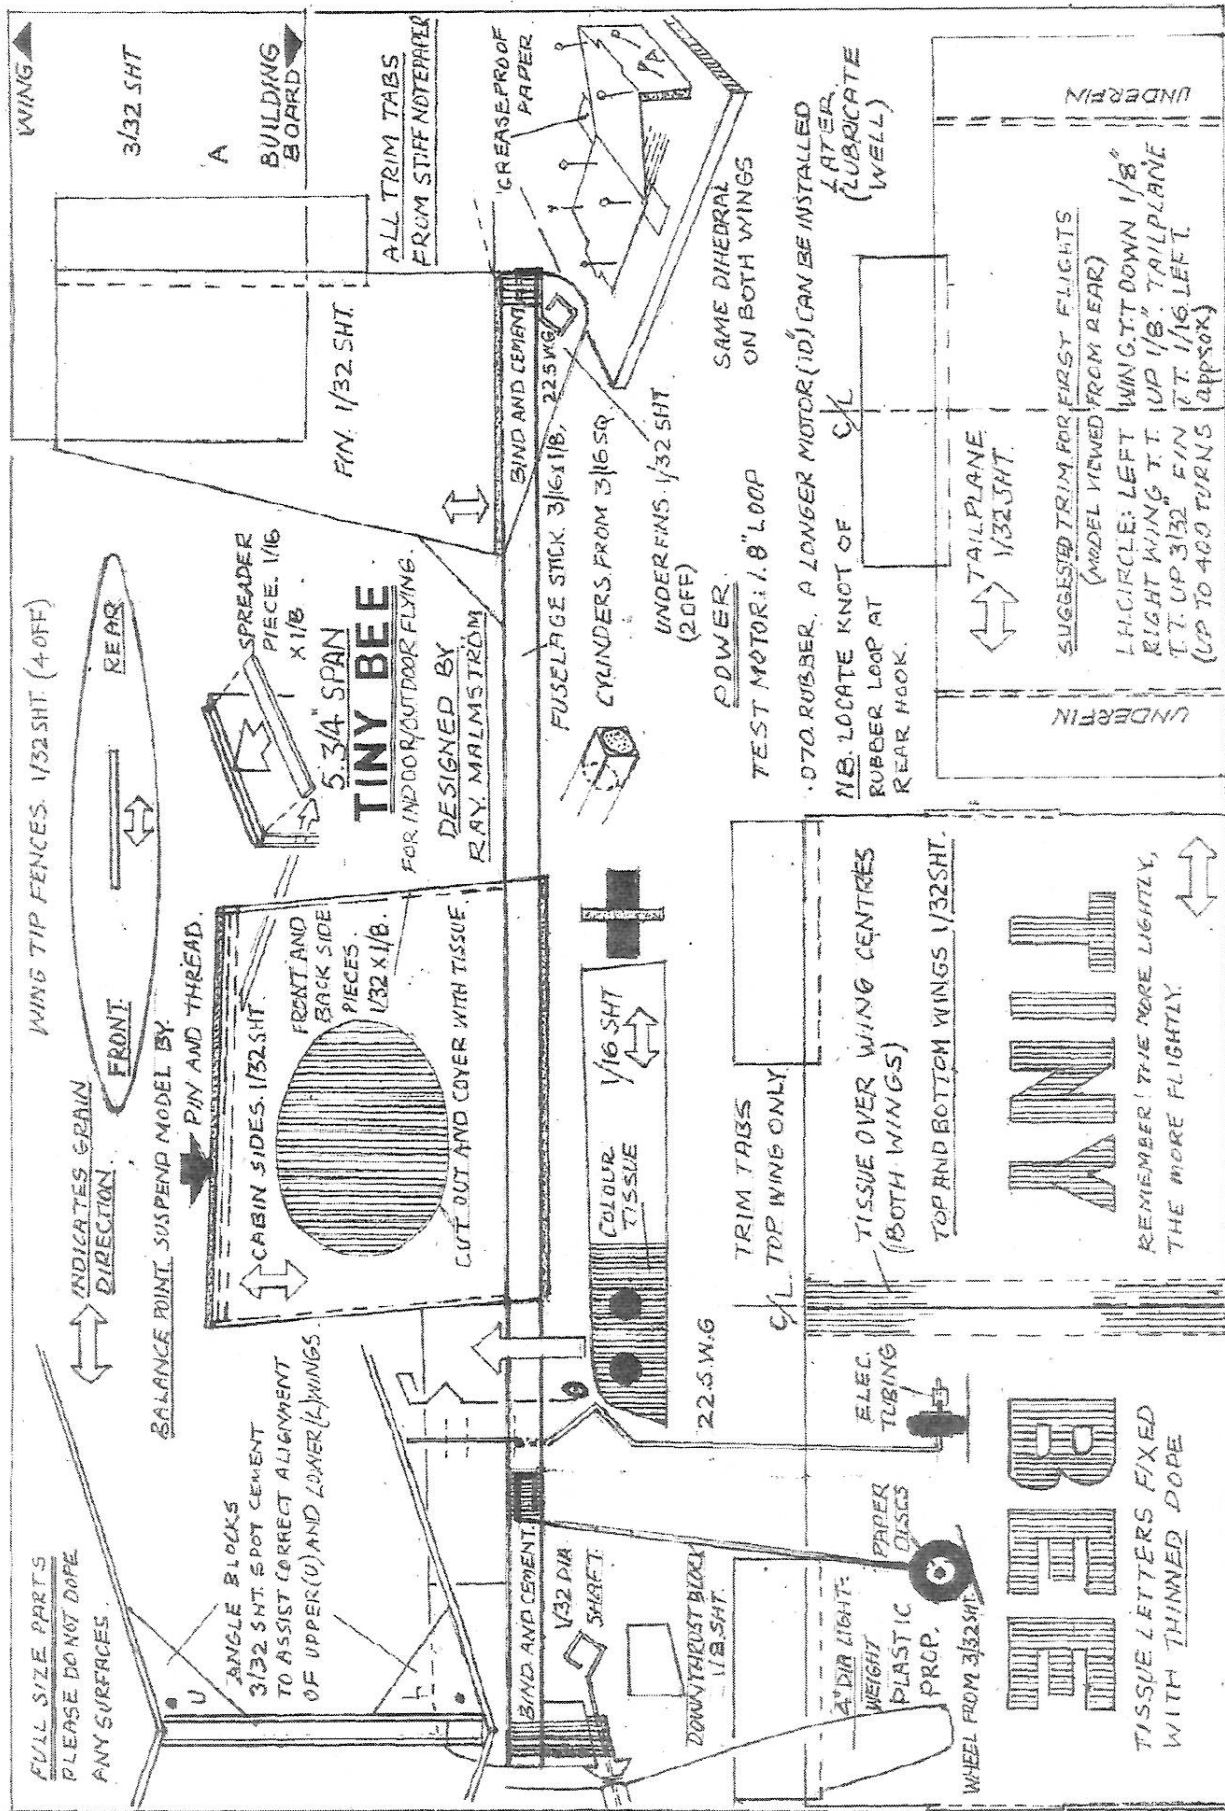 FULL SIZE PARTS
PLEASE DO NOT DOPE
ANY SURFACES.
U
ANGLE BLOCKS
3/32 SHT. SPOT CEMENT
TO ASSIST CORRECT ALIGNMENT
OF UPPER(U) AND LOWER(L) WINGS.
INDICATES GRAIN
DIRECTION.
BALANCE POINT. SUSPEND MODEL BY.
PIN AND THREAD.
WING TIP FENCES. 1/32 SHT. (4OFF)
FRONT.
REAR
CABIN SIDES. 1/32 SHT
FRONT AND
BACK SIDE
PIECES.
1/32 X 1/8.
CUT OUT AND COVER WITH TISSUE.
SPREADER
PIECE. 1/16
X 1/8.
5.3/4" SPAN
TINY BEE
FOR INDOOR/OUTDOOR FLYING.
DESIGNED BY
RAY. MALMSTRÖM
WING
3/32 SHT
A
BUILDING
BOARD
FIN. 1/32 SHT.
ALL TRIM TABS
FROM STIFF NOTEPAPER
BIND AND CEMENT
22 SWG
GREASEPROOF
PAPER.
SAME DIHEDRAL
ON BOTH WINGS
FUSELAGE STICK. 3/16 X 1/8.
CYLINDERS. FROM 3/16 SQ.
UNDERFINS. 1/32 SHT
(2OFF)
BIND. AND CEMENT.
1/32 DIA
SHAFT.
DOWNTHRUST BLOCK
1/8.SHT.
22.S.W.G
COLOUR
TISSUE
1/16 SHT
POWER.
TEST MOTOR: 1. 8" LOOP
.070. RUBBER. A LONGER MOTOR (10") CAN BE INSTALLED
LATER.
(LUBRICATE
WELL)
NB. LOCATE KNOT OF
RUBBER LOOP AT
REAR HOOK.
4" DIA LIGHT-
WEIGHT
PLASTIC
PROP.
PAPER
DISCS
WHEEL FROM 3/32 SHT.
ELEC.
TUBING
C/L
TRIM TABS
TOP WING ONLY
TISSUE OVER WING CENTRES
(BOTH WINGS)
TOP AND BOTTOM WINGS 1/32 SHT.
BEE
TINY
TISSUE LETTERS FIXED
WITH THINNED DOPE
REMEMBER! THE MORE LIGHTLY,
THE MORE FLIGHTLY.
C/L
TAILPLANE
1/32 SHT.
UNDERFIN
UNDERFIN
SUGGESTED TRIM FOR FIRST FLIGHTS
(MODEL VIEWED FROM REAR)
L.H.CIRCLE: LEFT WING.T.T DOWN 1/8"
RIGHT WING T.T. UP 1/8". TAILPLANE
T.T. UP 3/32" FIN T.T. 1/16 LEFT.
(UP TO 400 TURNS approx)